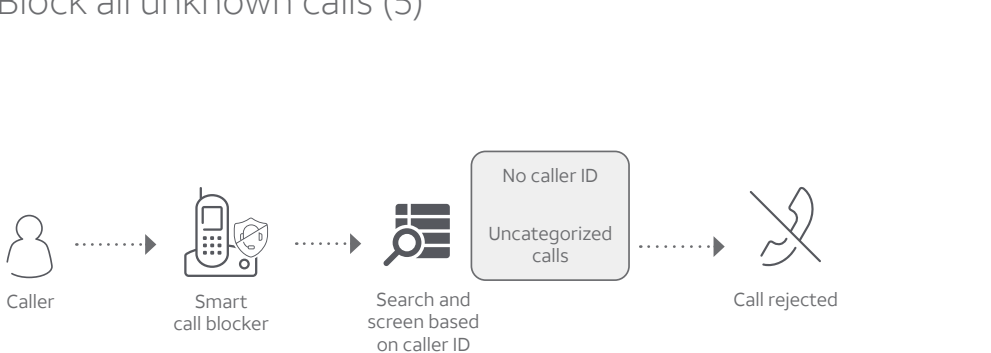 Block all unknown calls (5)
No caller ID
Uncategorized
calls
Caller
Smart
call blocker
Search and
screen based
on caller ID
Call rejected